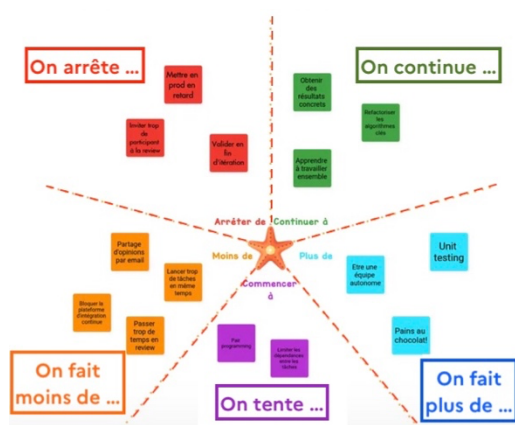 On arrête ...
On continue ...
Mettre en
prod en
retard
Inviter trop
de
participant
à la review
Valider en
fin
d'itération
Obtenir
des
résultats
concrets
Refactoriser
les
algorithmes
clés
Apprendre
à travailler
ensemble
Arrêter de
Continuer à
Moins de
Plus de
Commencer
à
Partage
d'opinions
par email
Lancer trop
de tâches
en même
temps
Bloquer la
plateforme
d'intégration
continue
Passer
trop de
temps en
review
Pair
programming
Limiter les
dépendances
entre les
tâches
Etre une
équipe
autonome
Unit
testing
Pains au
chocolat!
On fait
moins de ...
On tente ...
On fait
plus de ...